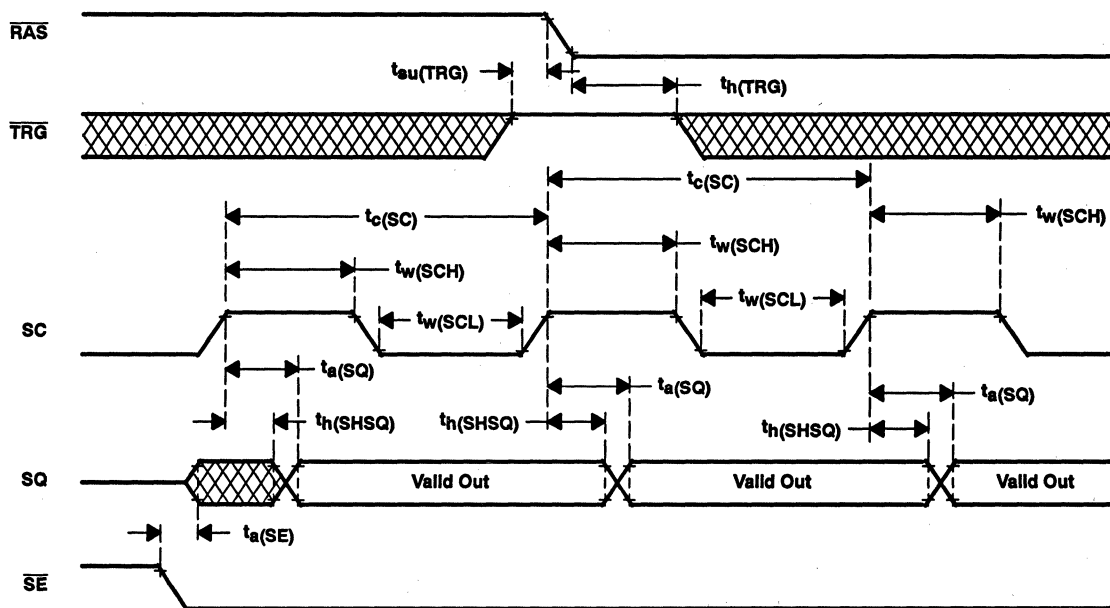 RAS
tsu(TRG)
th(TRG)
TRG
tc(SC)
tc(SC)
tw(SCH)
tw(SCH)
tw(SCH)
SC
tw(SCL)
tw(SCL)
ta(SQ)
ta(SQ)
ta(SQ)
th(SHSQ)
th(SHSQ)
th(SHSQ)
SQ
Valid Out
Valid Out
Valid Out
ta(SE)
SE